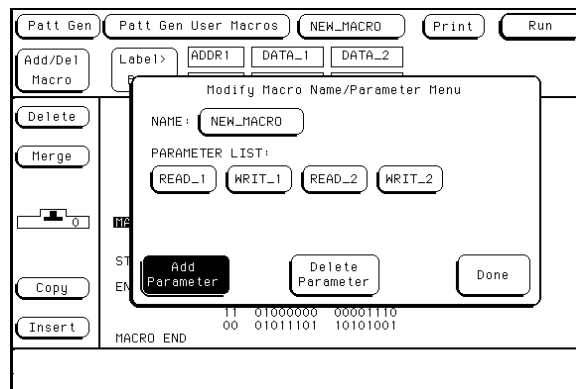 Patt Gen Patt Gen User Macros NEW_MACRO Print Run
Add/Del
Macro
Label>
ADDR1 DATA_1 DATA_2
Modify Macro Name/Parameter Menu
Delete
NAME: NEW_MACRO
Merge
PARAMETER LIST:
READ_1 WRIT_1 READ_2 WRIT_2
0
Add
Parameter
Delete
Parameter
Done
Copy
11 01000000 00001110
Insert
00 01011101 10101001
MACRO END